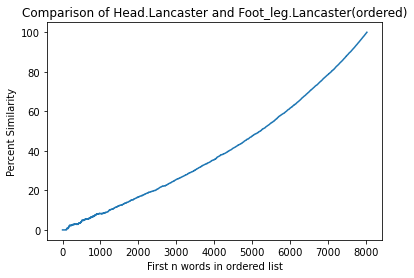 Comparison of Head.Lancaster and Foot_leg.Lancaster(ordered)
Percent Similarity
100
80
60
40
20
0
0 1000 2000 3000 4000 5000 6000 7000 8000
First n words in ordered list